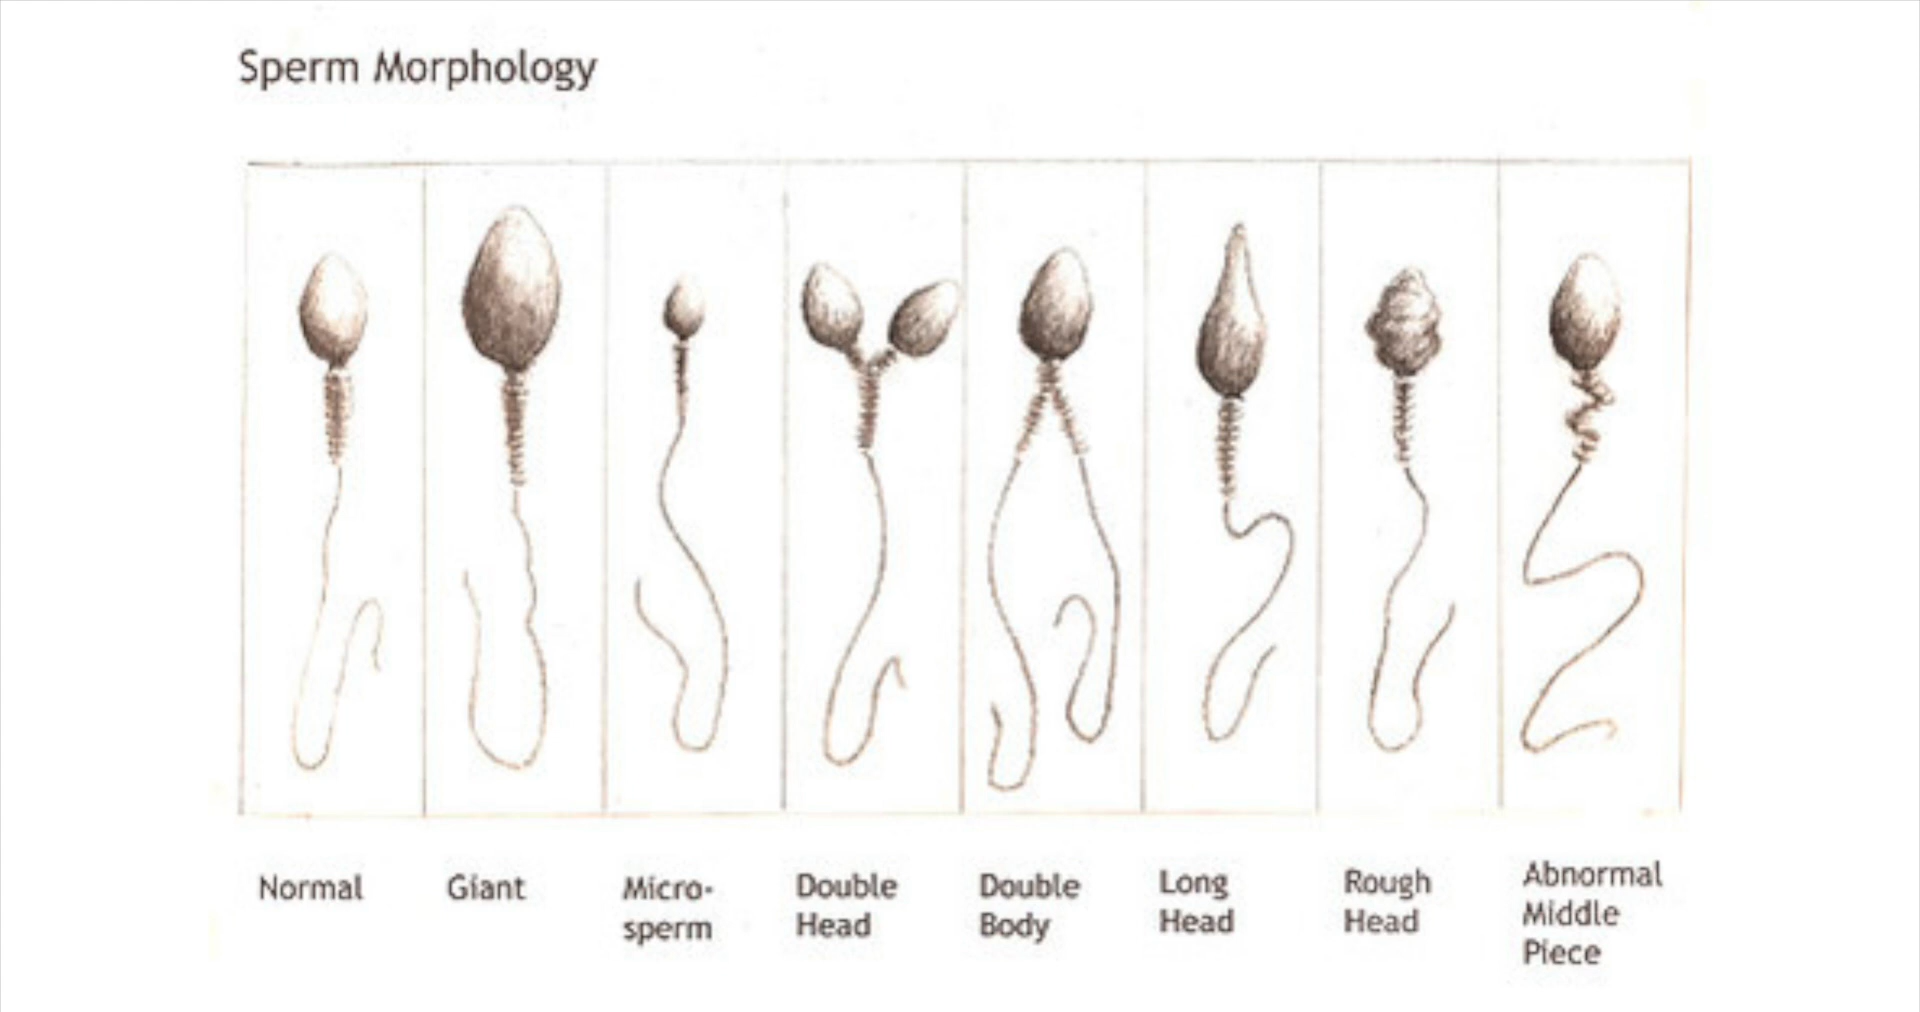 Sperm Morphology
Normal
Giant
Micro-
sperm
Double
Head
Double
Body
Long
Head
Rough
Head
Abnormal
Middle
Piece